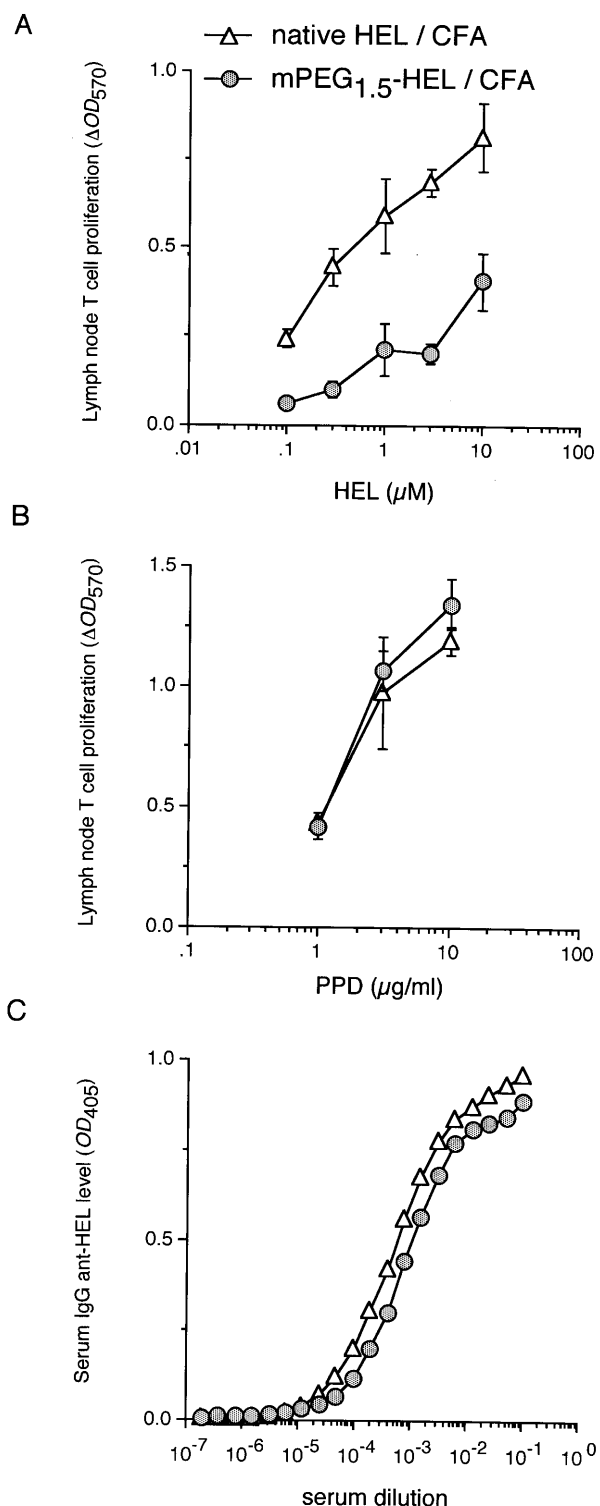 A
native HEL / CFA
mPEG1.5-HEL / CFA
Lymph node T cell proliferation (ΔOD570)
1.0
0.5
0.0
.01
.1
1
10
100
HEL (µM)
B
Lymph node T cell proliferation (ΔOD570)
1.5
1.0
0.5
0.0
.1
1
10
100
PPD (µg/ml)
C
Serum IgG ant-HEL level (OD405)
1.0
0.5
0.0
10-7
10-6
10-5
10-4
10-3
10-2
10-1
100
serum dilution